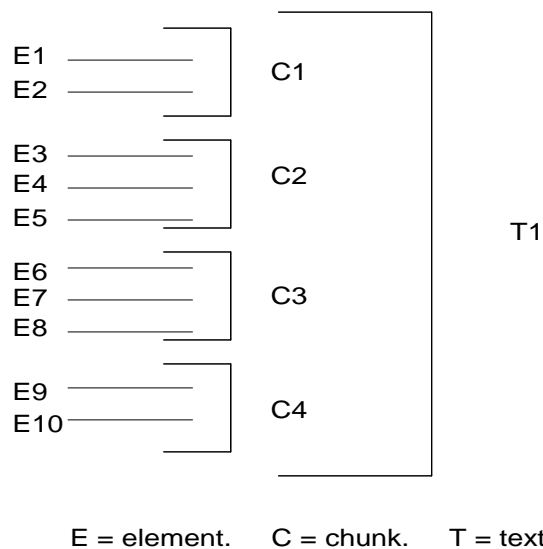 E1
E2
C1
E3
E4
E5
C2
T1
E6
E7
E8
C3
E9
E10
C4
E = element. C = chunk. T = text